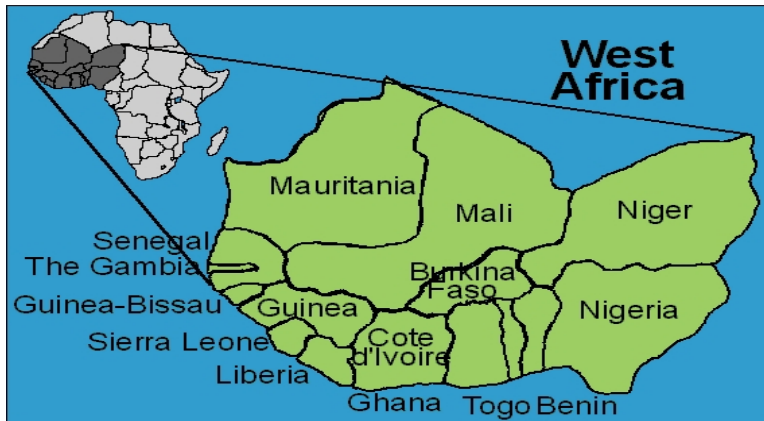 West
Africa
Mauritania
Mali
Niger
Senegal
The Gambia
Burkina
Faso
Guinea-Bissau
Guinea
Nigeria
Sierra Leone
Cote
d'Ivoire
Liberia
Ghana
Togo
Benin